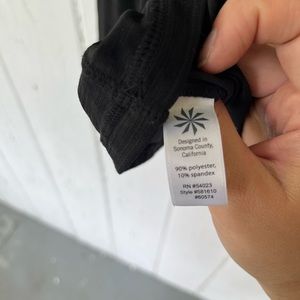 Designed in
Sonoma County,
California
90% polyester,
10% spandex
RN #54023
Style #581610
#60574